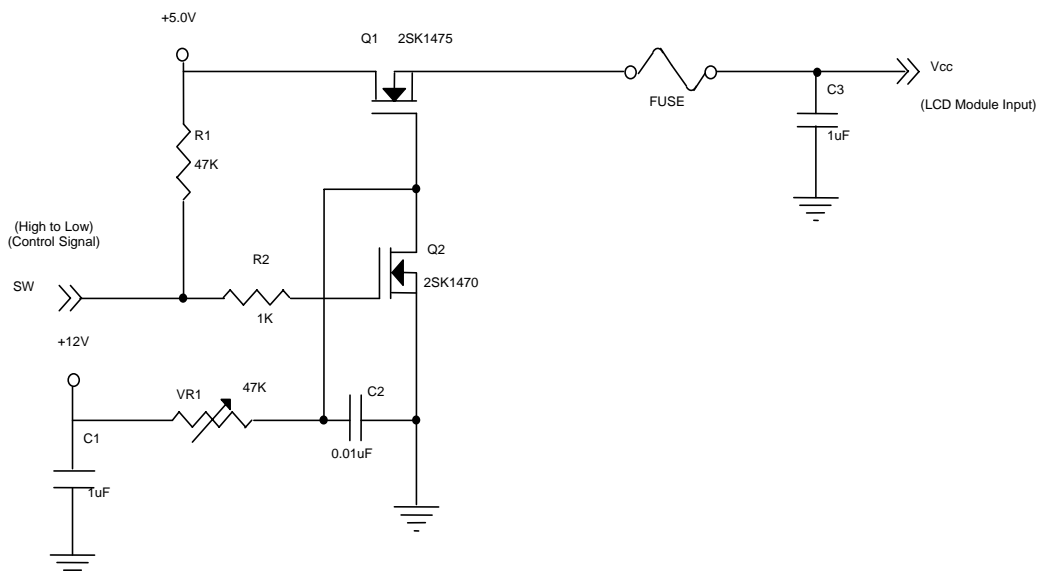 +5.0V
Q1 2SK1475
Vcc
FUSE
C3
(LCD Module Input)
1uF
R1
47K
(High to Low)
(Control Signal)
SW
R2
1K
Q2
2SK1470
+12V
VR1
47K
C2
0.01uF
C1
1uF